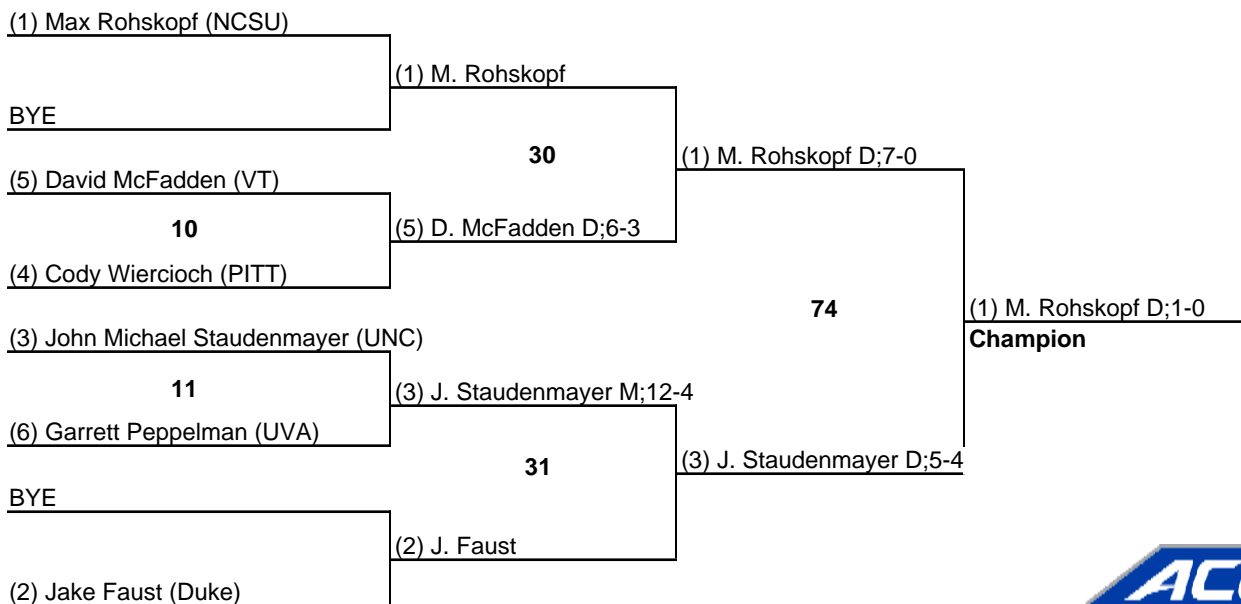 (1) Max Rohskopf (NCSU)
(1) M. Rohskopf
BYE
30
(1) M. Rohskopf D;7-0
(5) David McFadden (VT)
10
(5) D. McFadden D;6-3
(4) Cody Wiercioch (PITT)
74
(1) M. Rohskopf D;1-0
Champion
(3) John Michael Staudenmayer (UNC)
11
(3) J. Staudenmayer M;12-4
(6) Garrett Peppelman (UVA)
31
(3) J. Staudenmayer D;5-4
BYE
(2) J. Faust
(2) Jake Faust (Duke)
ACC